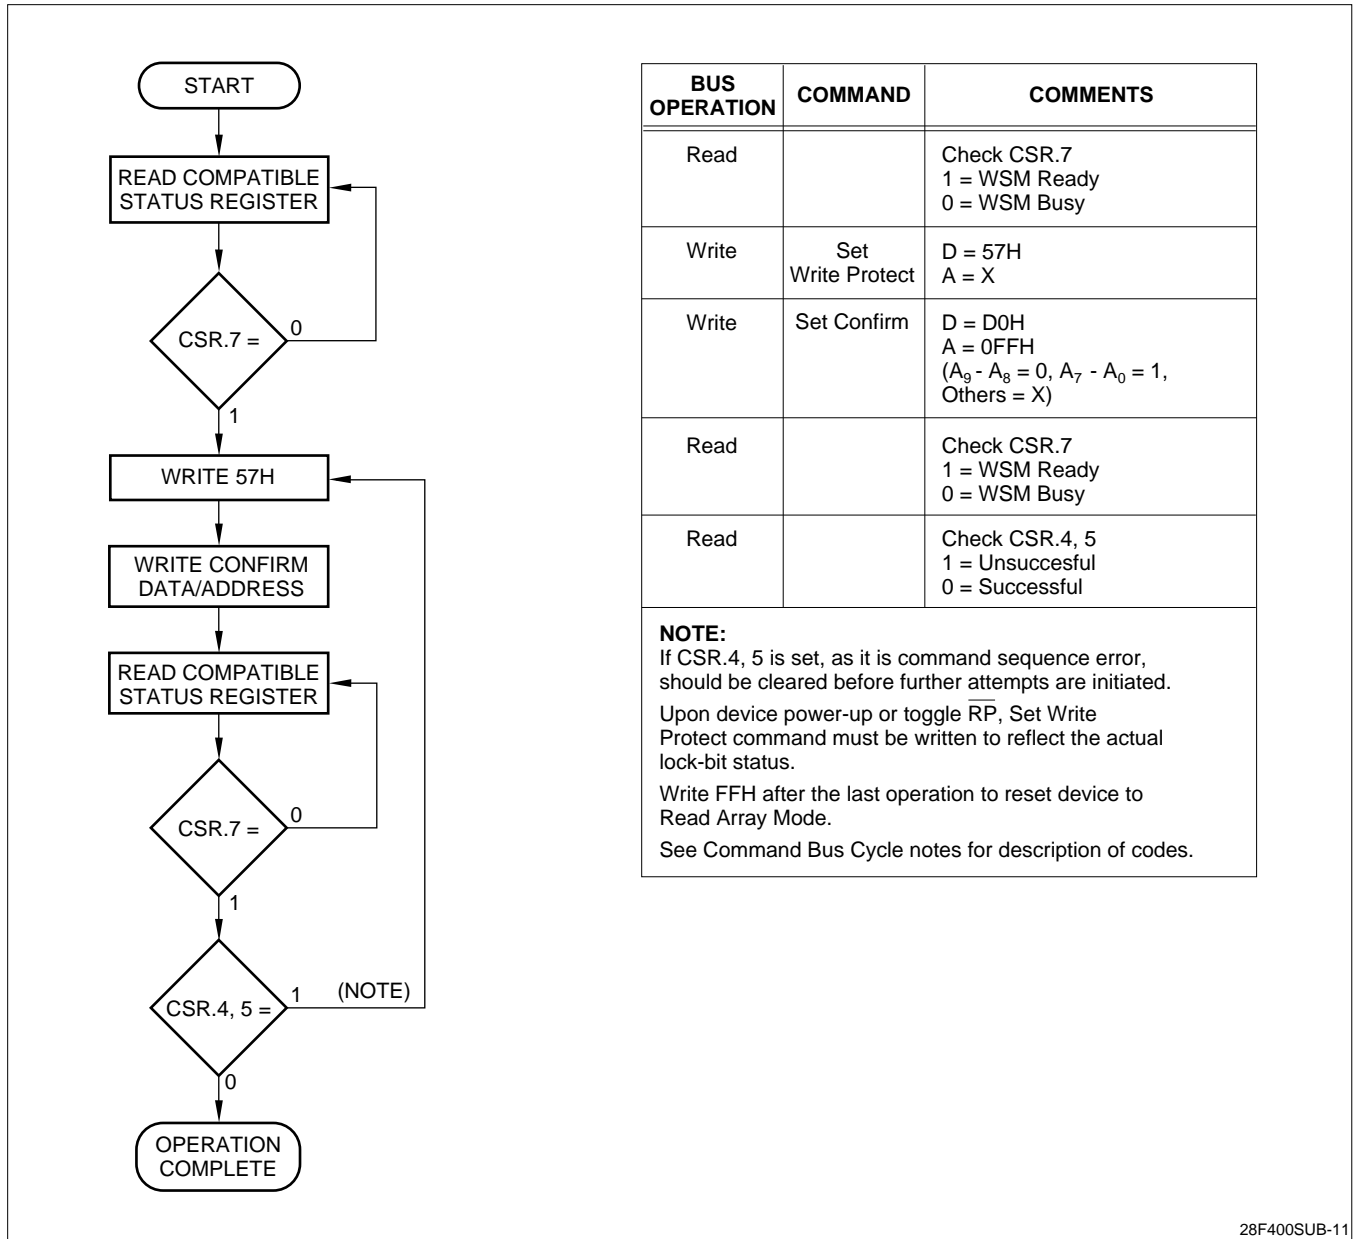 START
READ COMPATIBLE
STATUS REGISTER
CSR.7 =
0
1
WRITE 57H
WRITE CONFIRM
DATA/ADDRESS
READ COMPATIBLE
STATUS REGISTER
CSR.7 =
0
1
CSR.4, 5 =
1
(NOTE)
0
OPERATION
COMPLETE
BUS
OPERATION
COMMAND
COMMENTS
Read
Check CSR.7
1 = WSM Ready
0 = WSM Busy
Write
Set
Write Protect
D = 57H
A = X
Write
Set Confirm
D = D0H
A = 0FFH
(A₉ - A₈ = 0, A₇ - A₀ = 1,
Others = X)
Read
Check CSR.7
1 = WSM Ready
0 = WSM Busy
Read
Check CSR.4, 5
1 = Unsuccesful
0 = Successful
NOTE:
If CSR.4, 5 is set, as it is command sequence error,
should be cleared before further attempts are initiated.
Upon device power-up or toggle R̅P̅, Set Write
Protect command must be written to reflect the actual
lock-bit status.
Write FFH after the last operation to reset device to
Read Array Mode.
See Command Bus Cycle notes for description of codes.
28F400SUB-11